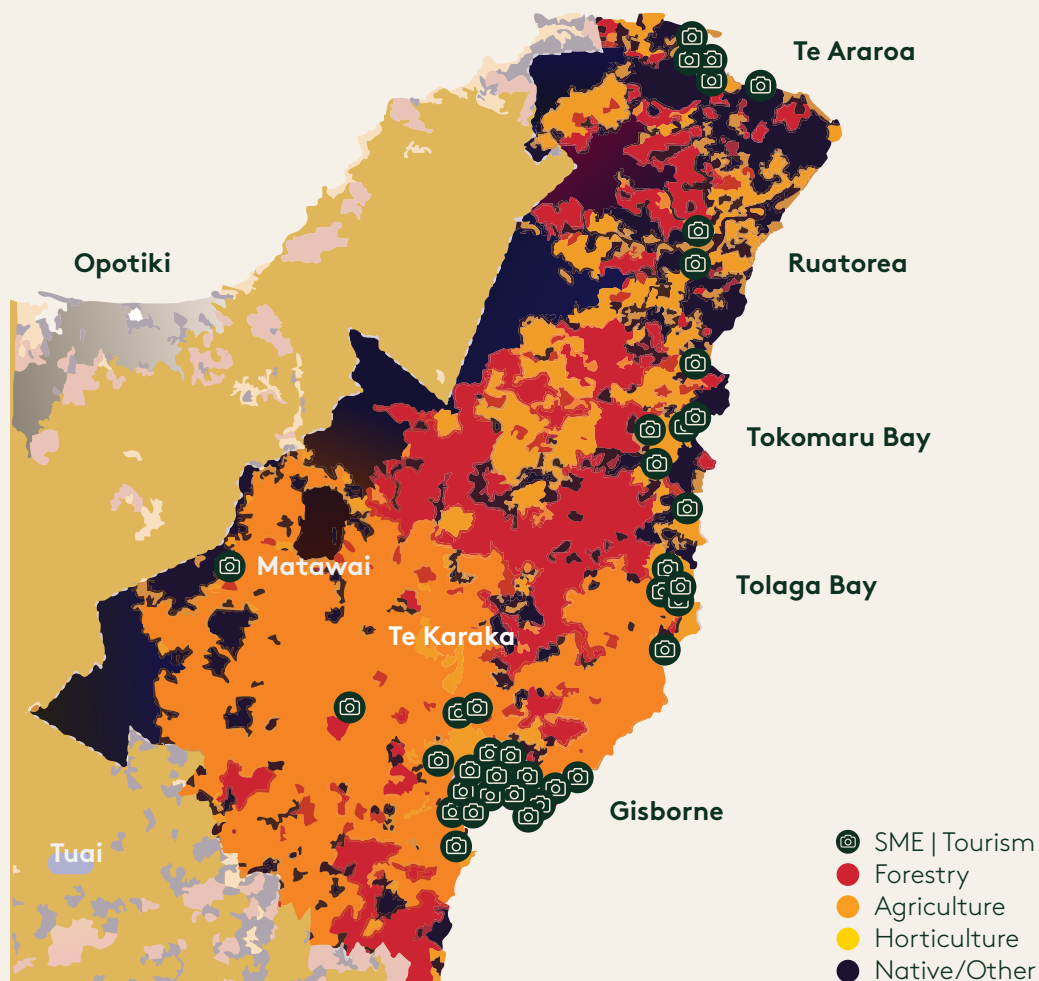 Te Araroa
Opotiki
Ruatorea
Tokomaru Bay
Matawai
Tolaga Bay
Te Karaka
Gisborne
Tuai
SME | Tourism
Forestry
Agriculture
Horticulture
Native/Other